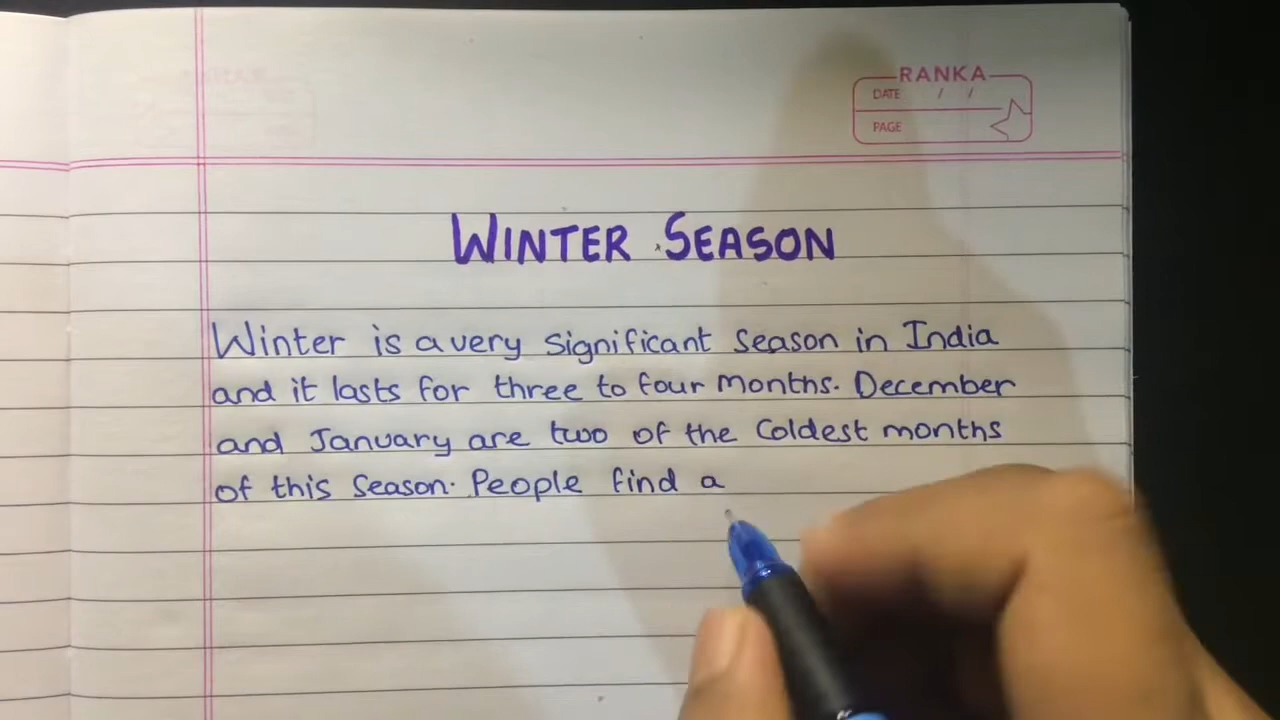 RANKA
DATE / /
PAGE
WINTER SEASON
Winter is a very significant season in India
and it lasts for three to four months. December
and January are two of the coldest months
of this season. People find a